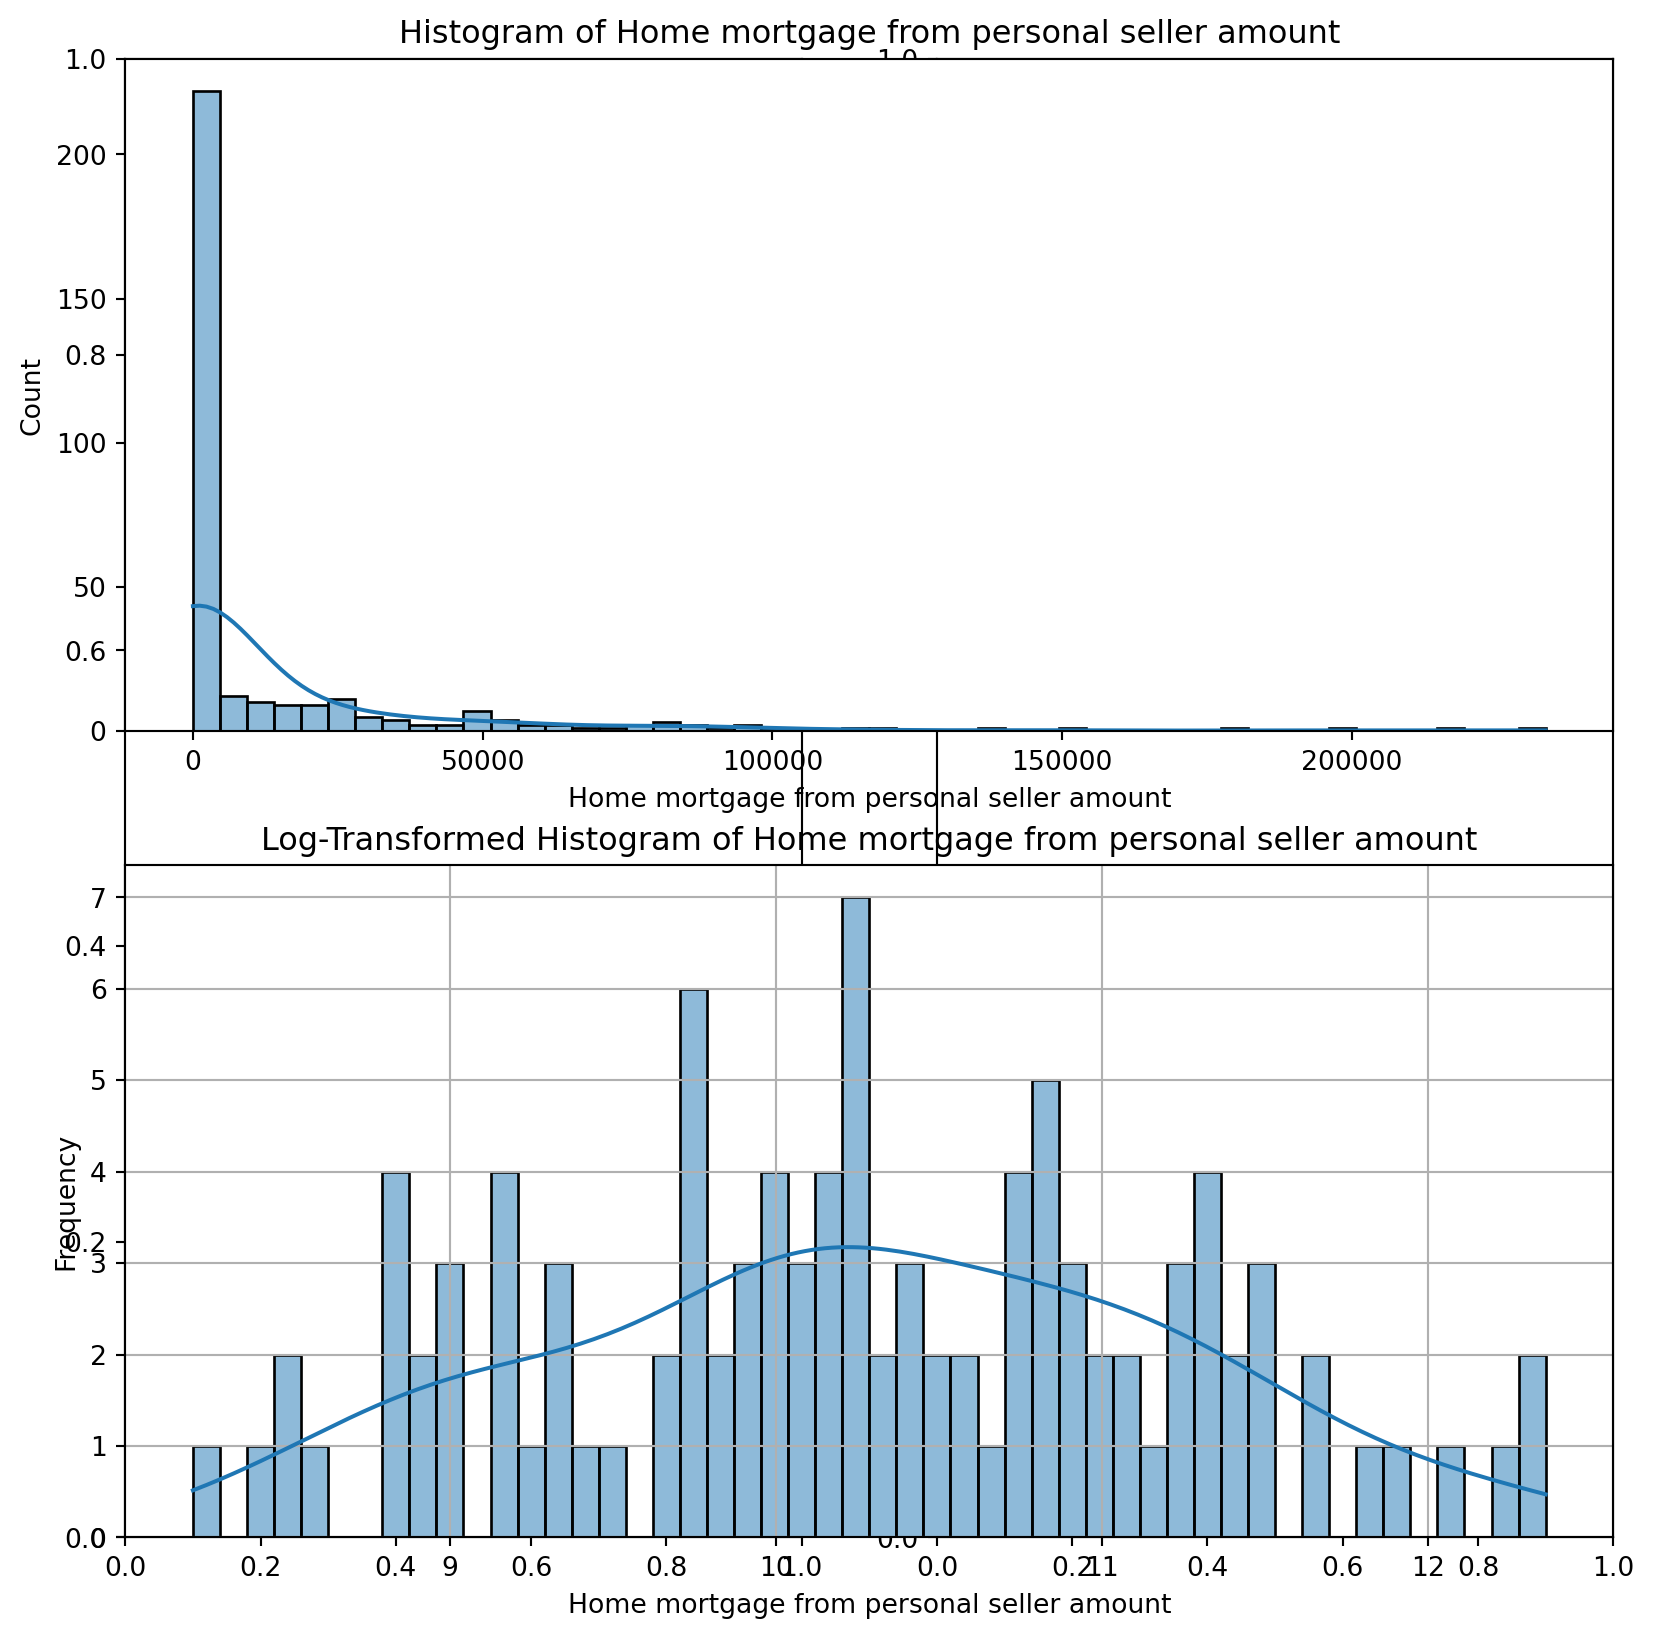 Histogram of Home mortgage from personal seller amount
1.0
1.0
200
150
0.8
Count
100
50
0.6
0
0 50000 100000 150000 200000
Home mortgage from personal seller amount
Log-Transformed Histogram of Home mortgage from personal seller amount
7
0.4
6
5
4
Frequency
0.2
3
2
1
0.0
0.0
0.0 0.2 0.4 9 0.6 0.8 10 1.0 0.0 0.2 11 0.4 0.6 12 0.8 1.0
Home mortgage from personal seller amount